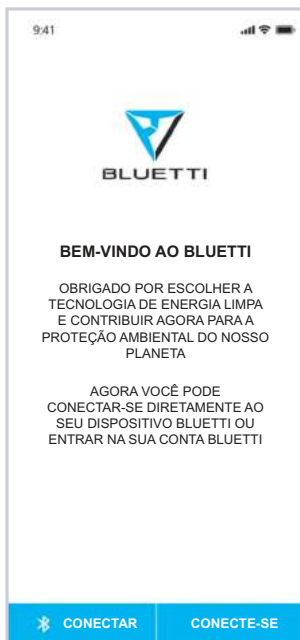 9:41
BLUETTI
BEM-VINDO AO BLUETTI
OBRIGADO POR ESCOLHER A
TECNOLOGIA DE ENERGIA LIMPA
E CONTRIBUIR AGORA PARA A
PROTEÇÃO AMBIENTAL DO NOSSO
PLANETA
AGORA VOCÊ PODE
CONECTAR-SE DIRETAMENTE AO
SEU DISPOSITIVO BLUETTI OU
ENTRAR NA SUA CONTA BLUETTI
CONECTAR CONECTE-SE